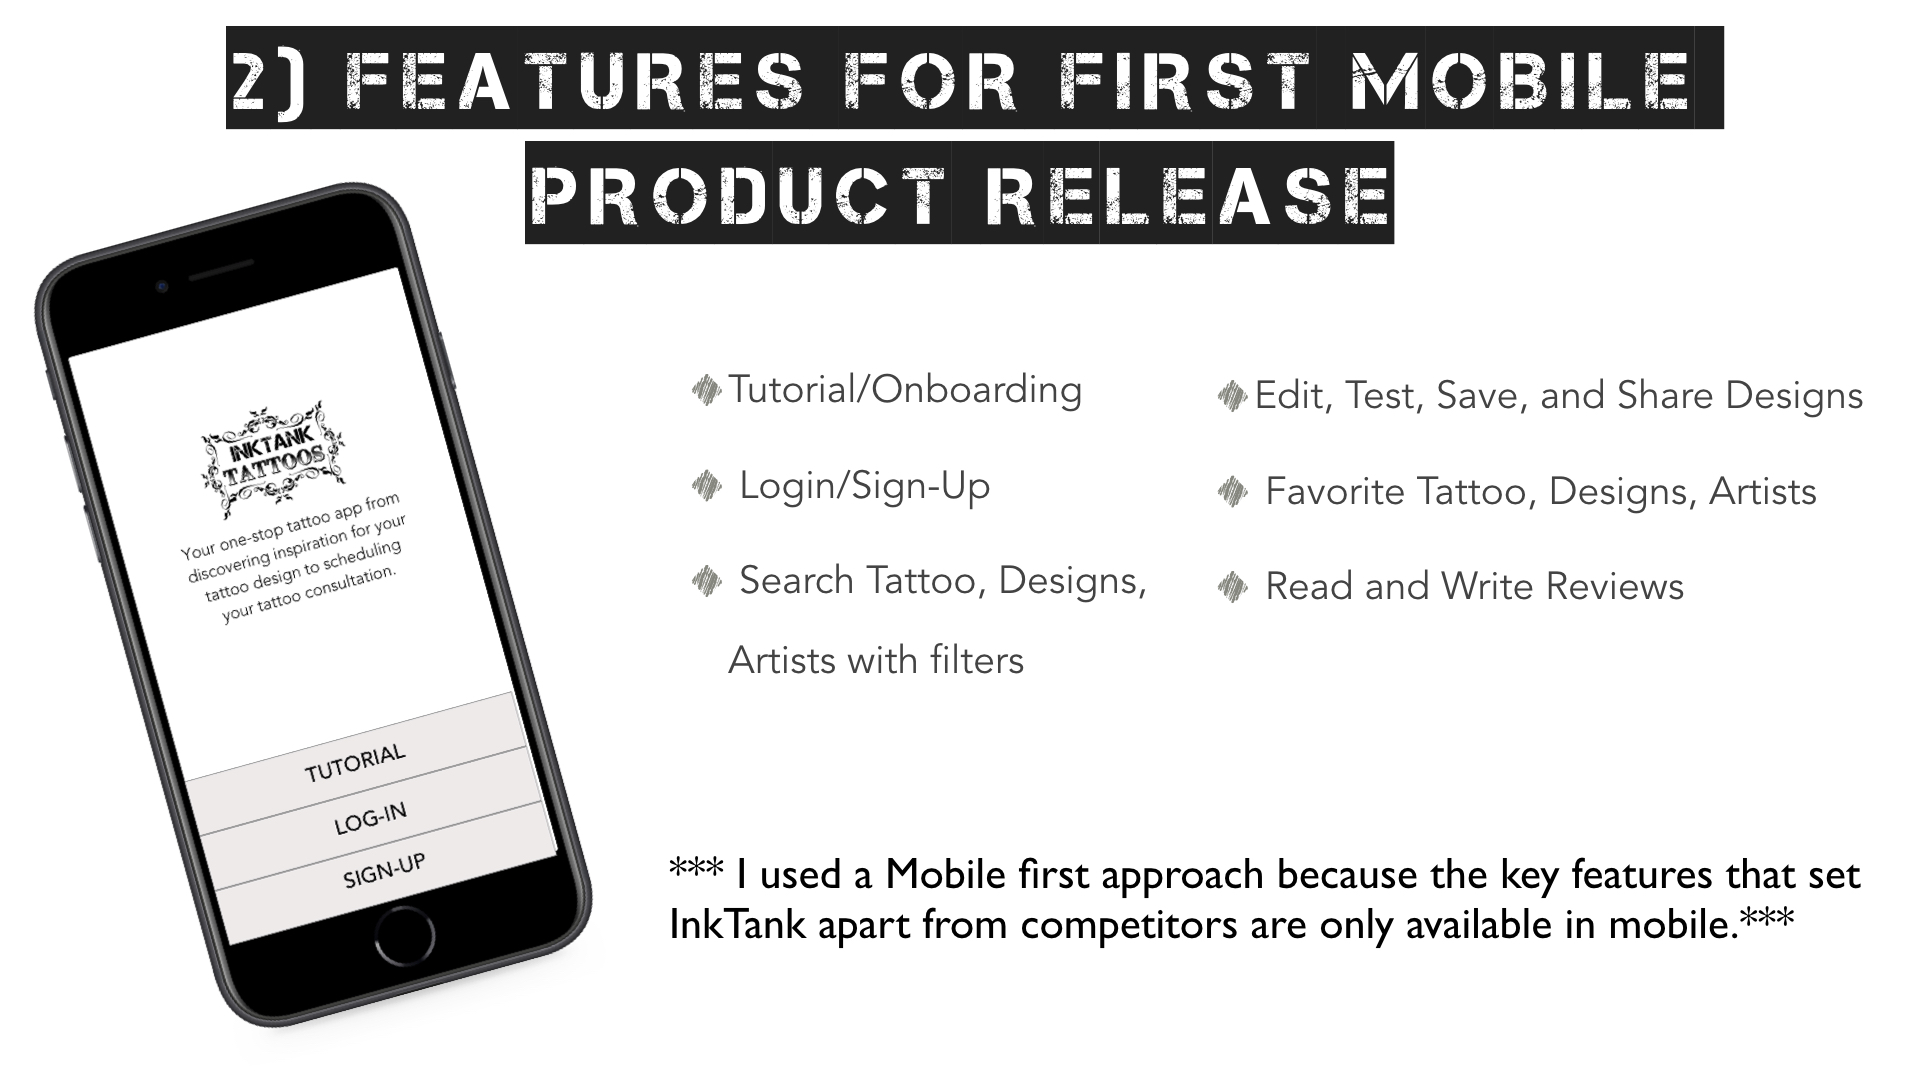 2) FEATURES FOR FIRST MOBILE
PRODUCT RELEASE
INKTANK
TATTOOS
Your one-stop tattoo app from
discovering inspiration for your
tattoo design to scheduling
your tattoo consultation.
TUTORIAL
LOG-IN
SIGN-UP
Tutorial/Onboarding
Login/Sign-Up
Search Tattoo, Designs,
Artists with filters
Edit, Test, Save, and Share Designs
Favorite Tattoo, Designs, Artists
Read and Write Reviews
*** I used a Mobile first approach because the key features that set
InkTank apart from competitors are only available in mobile.***